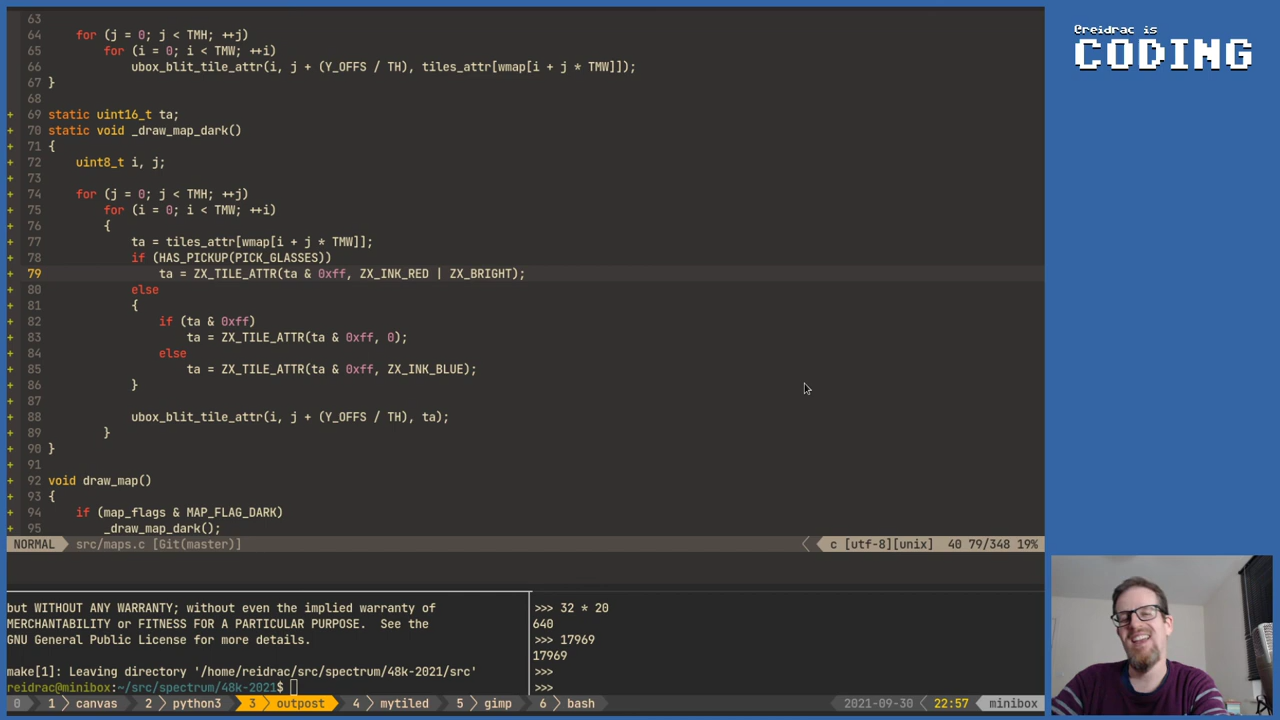 63
64     for (j = 0; j < TMH; ++j)
65         for (i = 0; i < TMW; ++i)
66             ubox_blit_tile_attr(i, j + (Y_OFFS / TH), tiles_attr[wmap[i + j * TMW]]);
67 }
68
+ 69 static uint16_t ta;
+ 70 static void _draw_map_dark()
+ 71 {
+ 72     uint8_t i, j;
+ 73
+ 74     for (j = 0; j < TMH; ++j)
+ 75         for (i = 0; i < TMW; ++i)
+ 76         {
+ 77             ta = tiles_attr[wmap[i + j * TMW]];
+ 78             if (HAS_PICKUP(PICK_GLASSES))
+ 79                 ta = ZX_TILE_ATTR(ta & 0xff, ZX_INK_RED | ZX_BRIGHT);
+ 80             else
+ 81             {
+ 82                 if (ta & 0xff)
+ 83                     ta = ZX_TILE_ATTR(ta & 0xff, 0);
+ 84                 else
+ 85                     ta = ZX_TILE_ATTR(ta & 0xff, ZX_INK_BLUE);
+ 86             }
+ 87
+ 88             ubox_blit_tile_attr(i, j + (Y_OFFS / TH), ta);
+ 89         }
+ 90 }
+ 91
+ 92 void draw_map()
+ 93 {
+ 94     if (map_flags & MAP_FLAG_DARK)
+ 95         _draw_map_dark();
NORMAL src/maps.c [Git(master)] c [utf-8][unix] 40 79/348 19%
but WITHOUT ANY WARRANTY; without even the implied warranty of
MERCHANTABILITY or FITNESS FOR A PARTICULAR PURPOSE.  See the
GNU General Public License for more details.
make[1]: Leaving directory '/home/reidrac/src/spectrum/48k-2021/src'
reidrac@minibox:~/src/spectrum/48k-2021$
>>> 32 * 20
640
>>> 17969
17969
>>>
>>>
0 1 canvas 2 python3 3 outpost 4 mytiled 5 gimp 6 bash 2021-09-30 22:57 minibox
@reidrac is
CODING